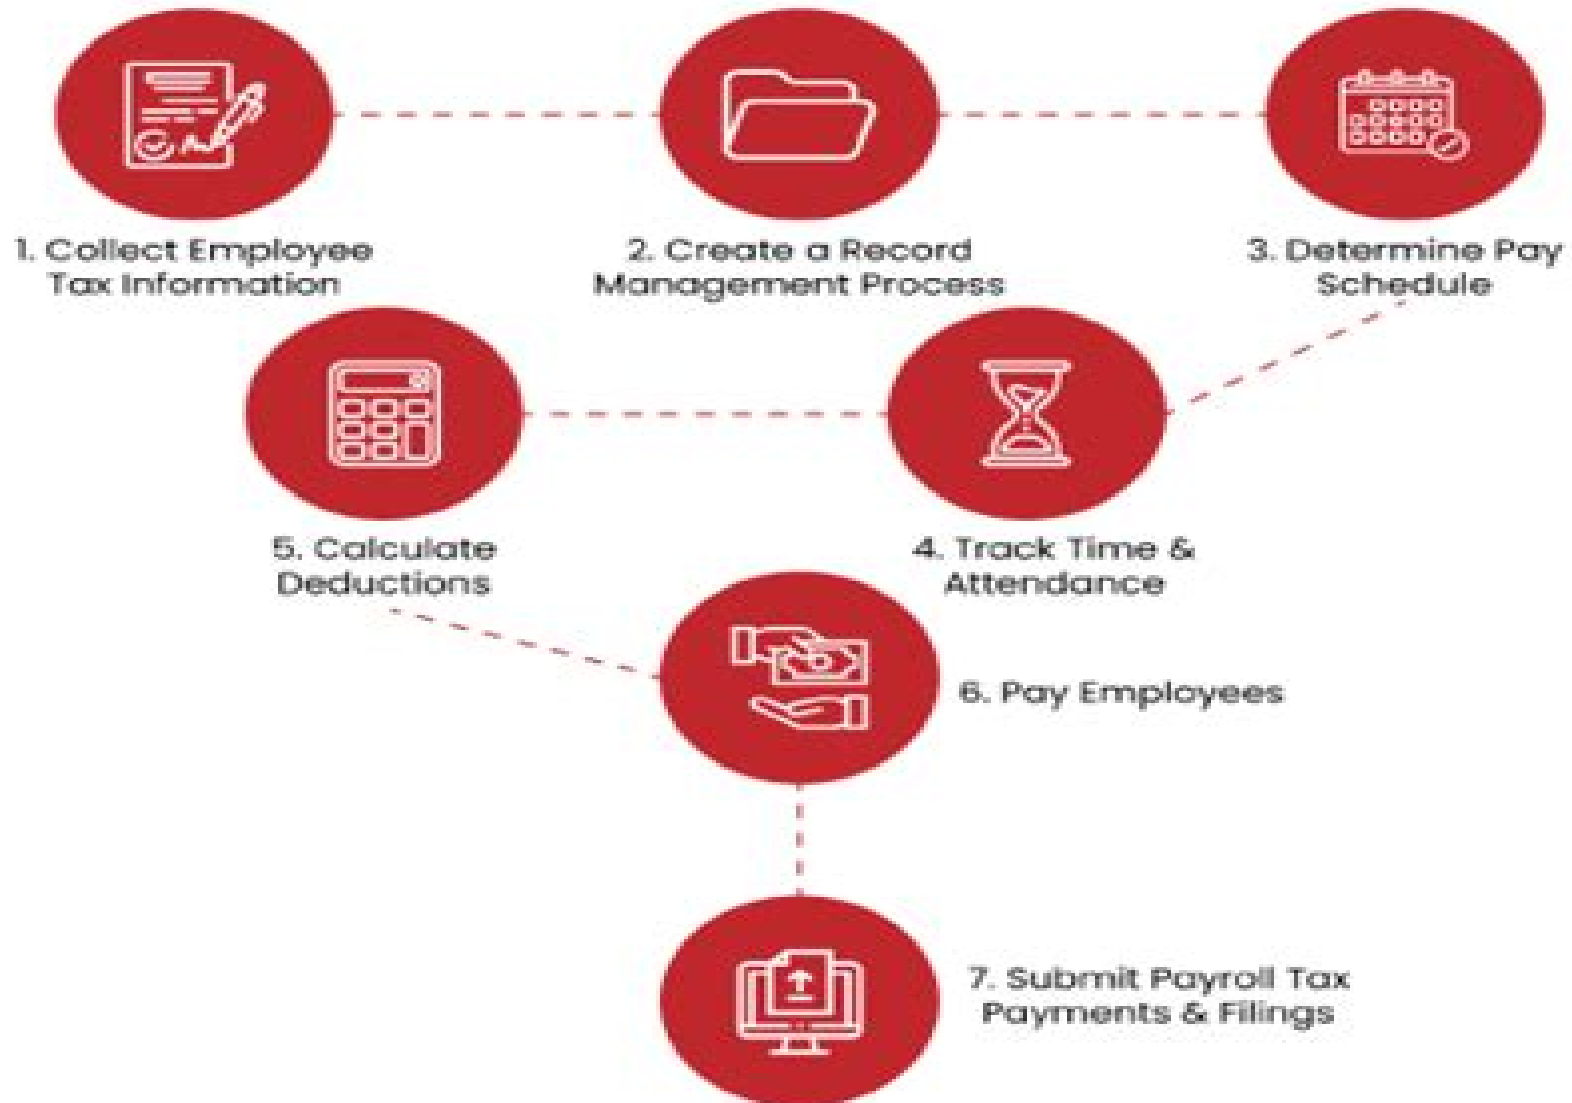 1. Collect Employee
Tax Information
2. Create a Record
Management Process
3. Determine Pay
Schedule
4. Track Time &
Attendance
5. Calculate
Deductions
6. Pay Employees
7. Submit Payroll Tax
Payments & Filings